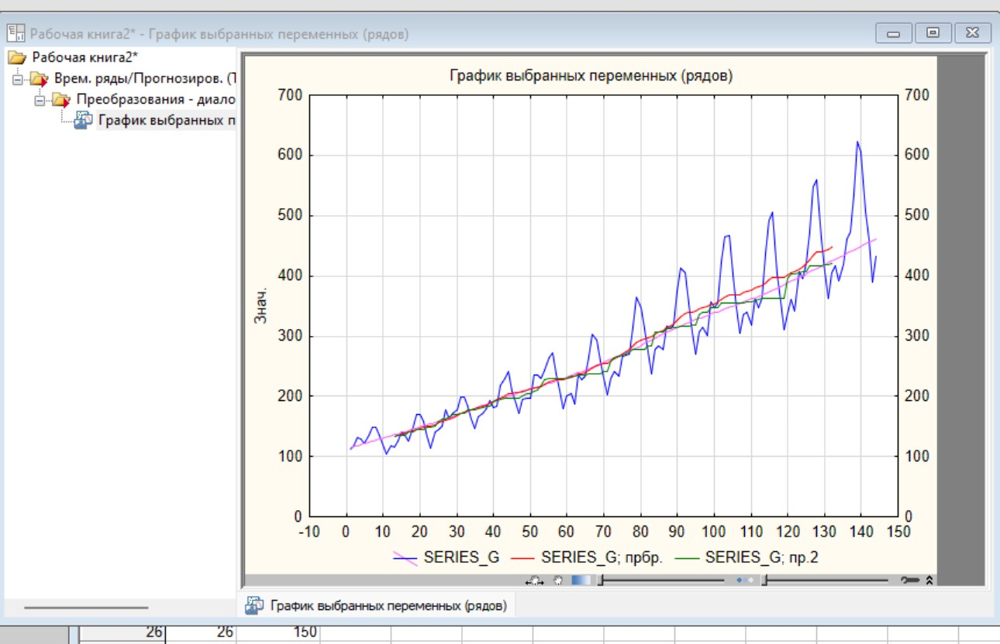 Рабочая книга2* - График выбранных переменных (рядов)
Рабочая книга2*
Врем. ряды/Прогнозиров. (
Преобразования - диало
График выбранных п
График выбранных переменных (рядов)
700 700
600 600
500 500
400 400
Знач.
300 300
200 200
100 100
0 0
-10 0 10 20 30 40 50 60 70 80 90 100 110 120 130 140 150
SERIES_G SERIES_G; прбр. SERIES_G; пр.2
График выбранных переменных (рядов)
26 26 150